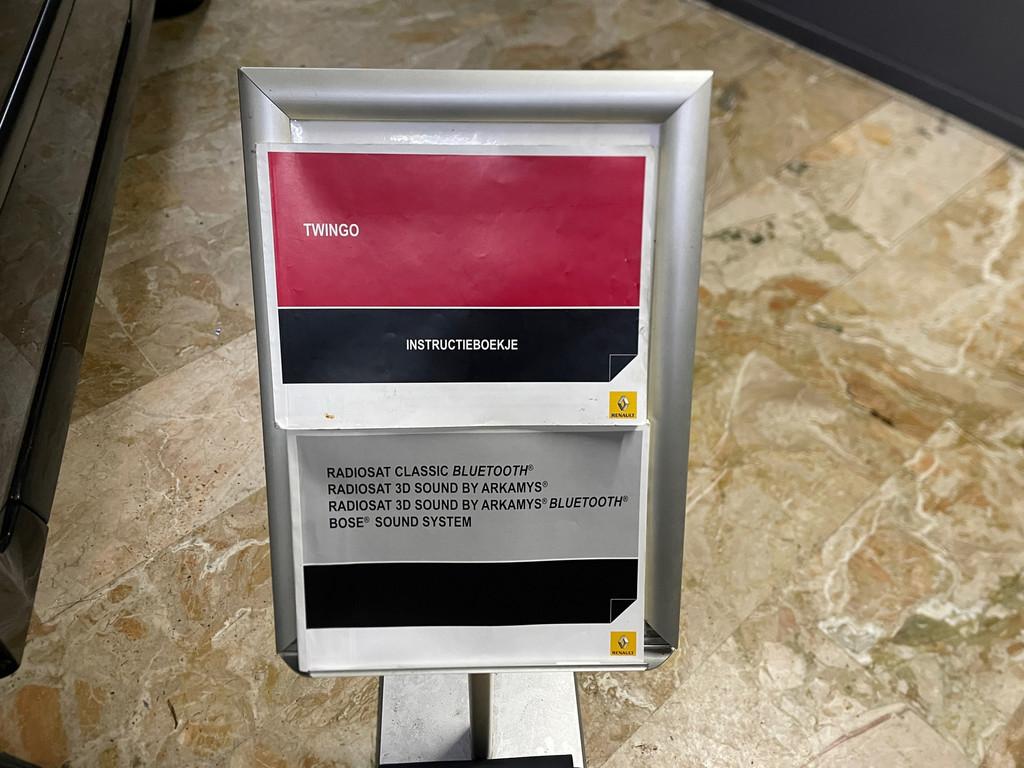 TWINGO
INSTRUCTIEBOEKJE
RENAULT
RADIOSAT CLASSIC BLUETOOTH®
RADIOSAT 3D SOUND BY ARKAMYS®
RADIOSAT 3D SOUND BY ARKAMYS® BLUETOOTH®
BOSE® SOUND SYSTEM
RENAULT